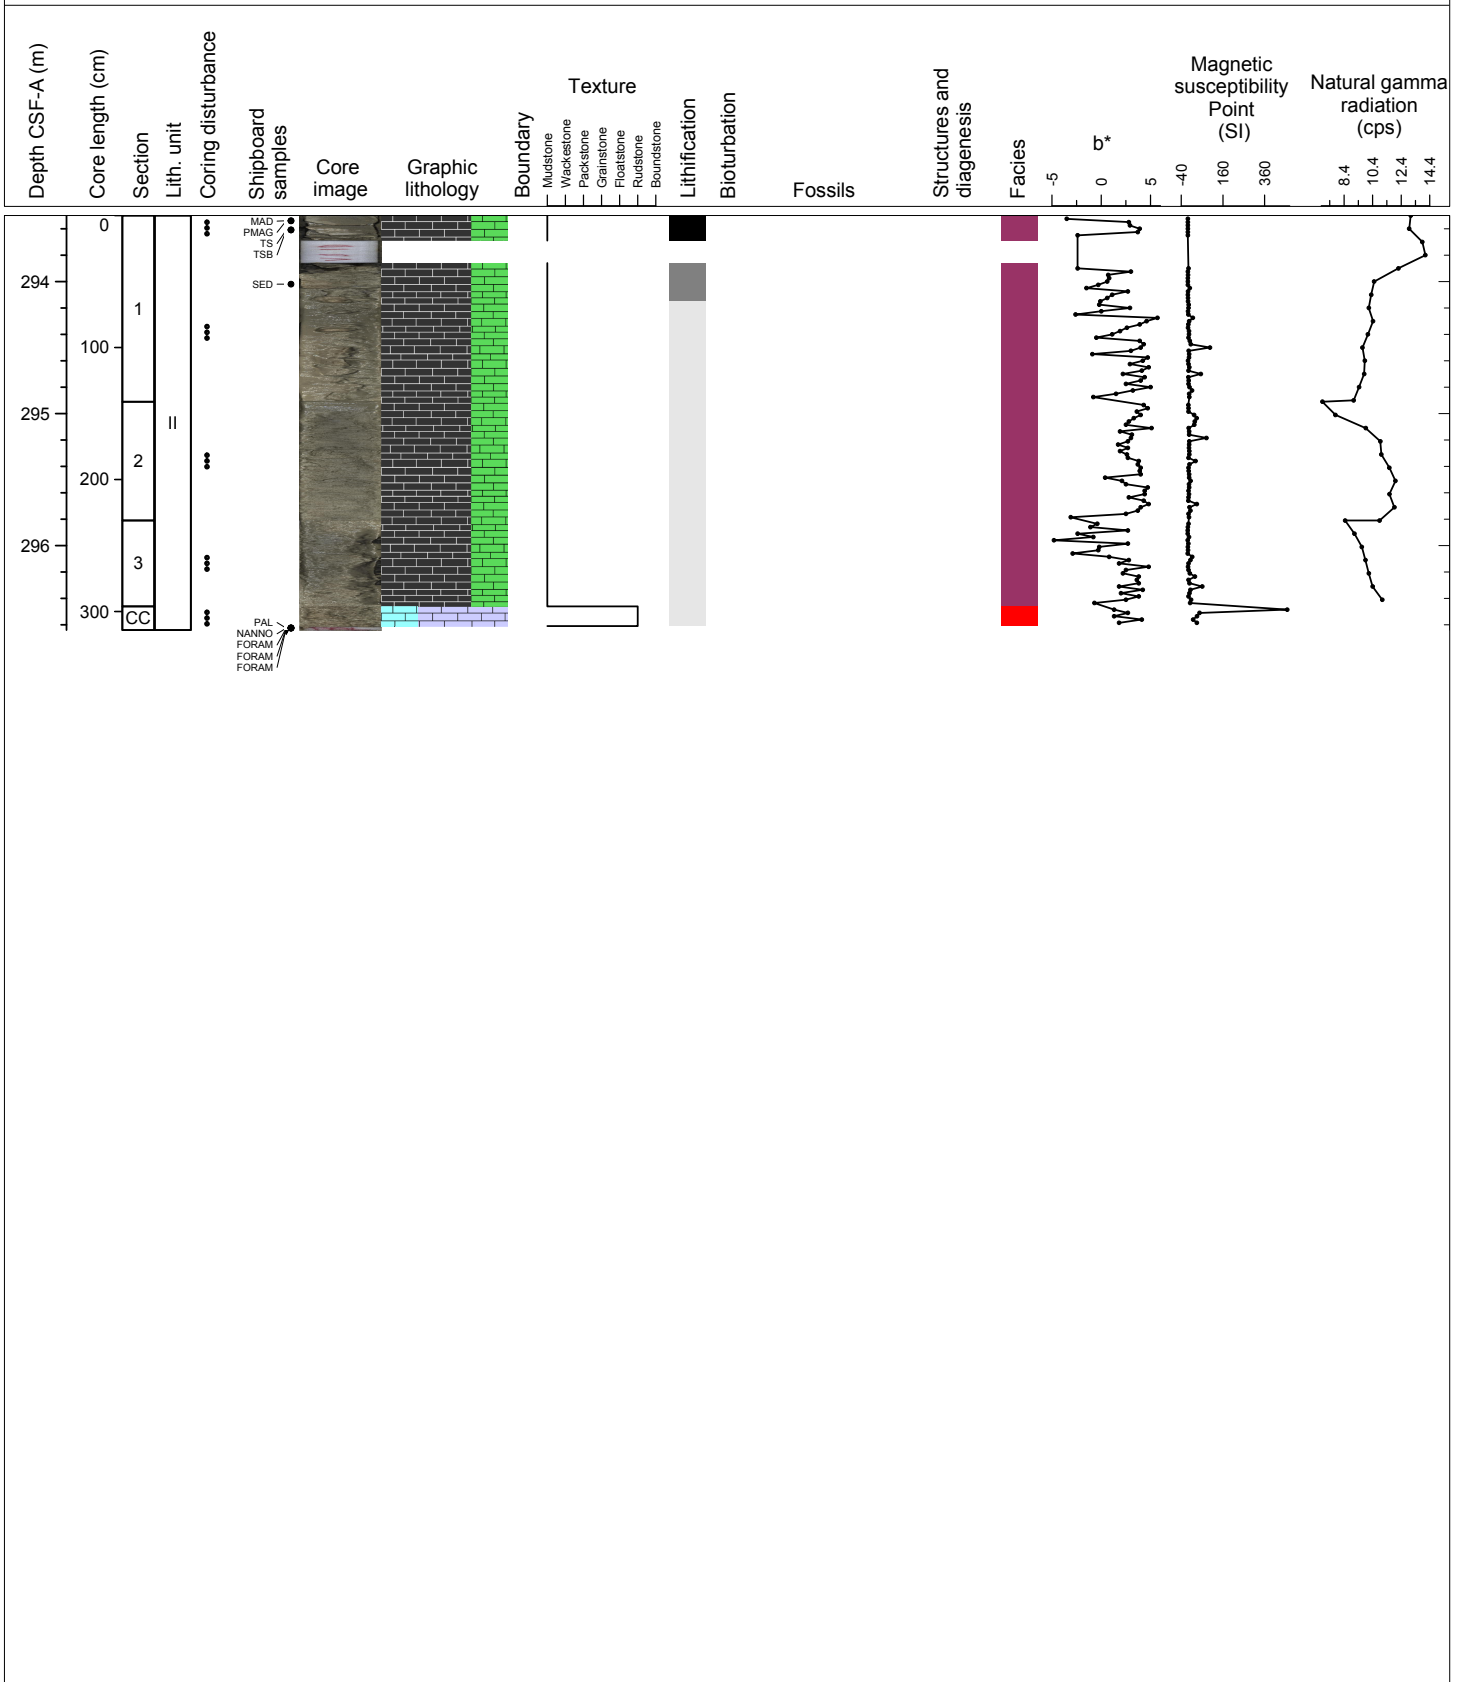 Depth CSF-A (m)
Core length (cm)
Section
Lith. unit
Coring disturbance
Shipboard
samples
Core
image
Graphic
lithology
Boundary
Texture
Mudstone
Wackestone
Packstone
Grainstone
Floatstone
Rudstone
Boundstone
Lithification
Bioturbation
Fossils
Structures and
diagenesis
Facies
b*
-5
0
5
Magnetic
susceptibility
Point
(SI)
-40
160
360
Natural gamma
radiation
(cps)
8.4
10.4
12.4
14.4
294
295
296
0
100
200
300
1
2
3
CC
II
MAD
PMAG
TS
TSB
SED
PAL
NANNO
FORAM
FORAM
FORAM